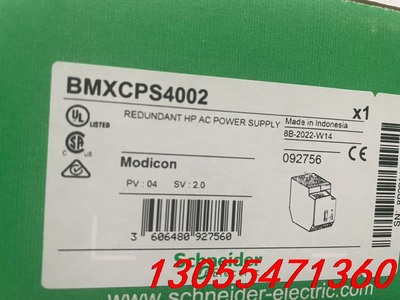 BMXCPS4002
x1
UL LISTED
REDUNDANT HP AC POWER SUPPLY
Made in Indonesia
8B-2022-W14
Modicon
092756
PV : 04 SV : 2.0
3 606480 927560
Schneider
13055471360
www.schneider-electric.com